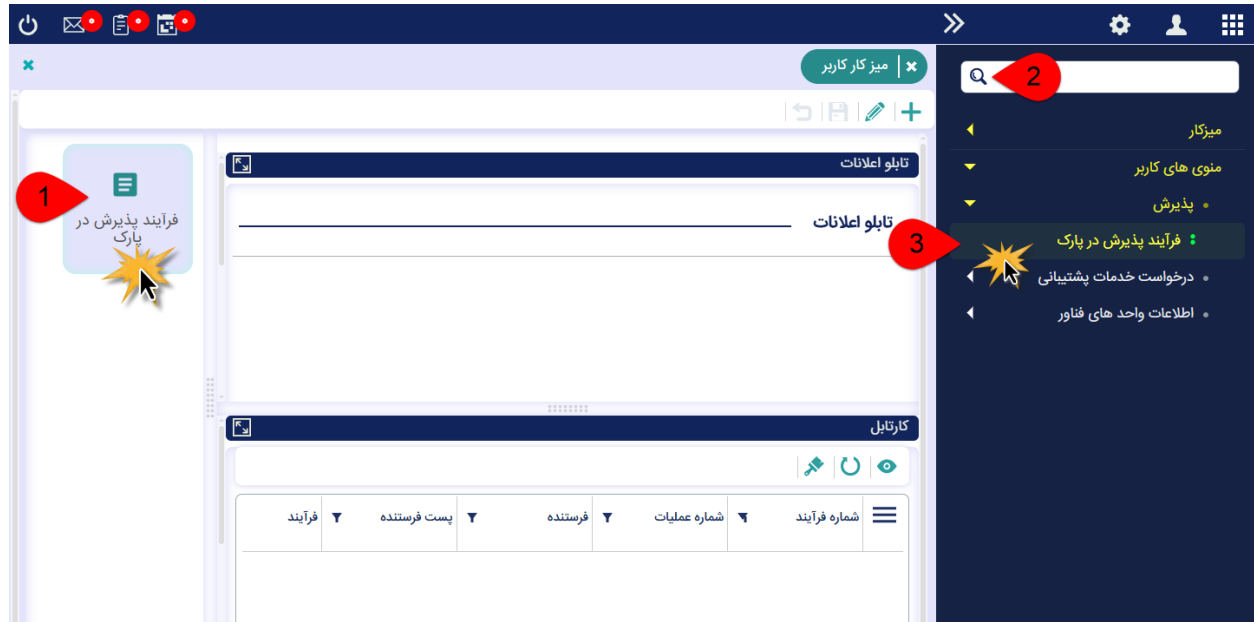 میز کار کاربر
2
میزکار
منوی های کاربر
پذیرش
فرآیند پذیرش در پارک
درخواست خدمات پشتیبانی
اطلاعات واحد های فناور
3
تابلو اعلانات
تابلو اعلانات
1
فرآیند پذیرش در
پارک
کارتابل
شماره فرآیند
شماره عملیات
فرستنده
پست فرستنده
فرآیند